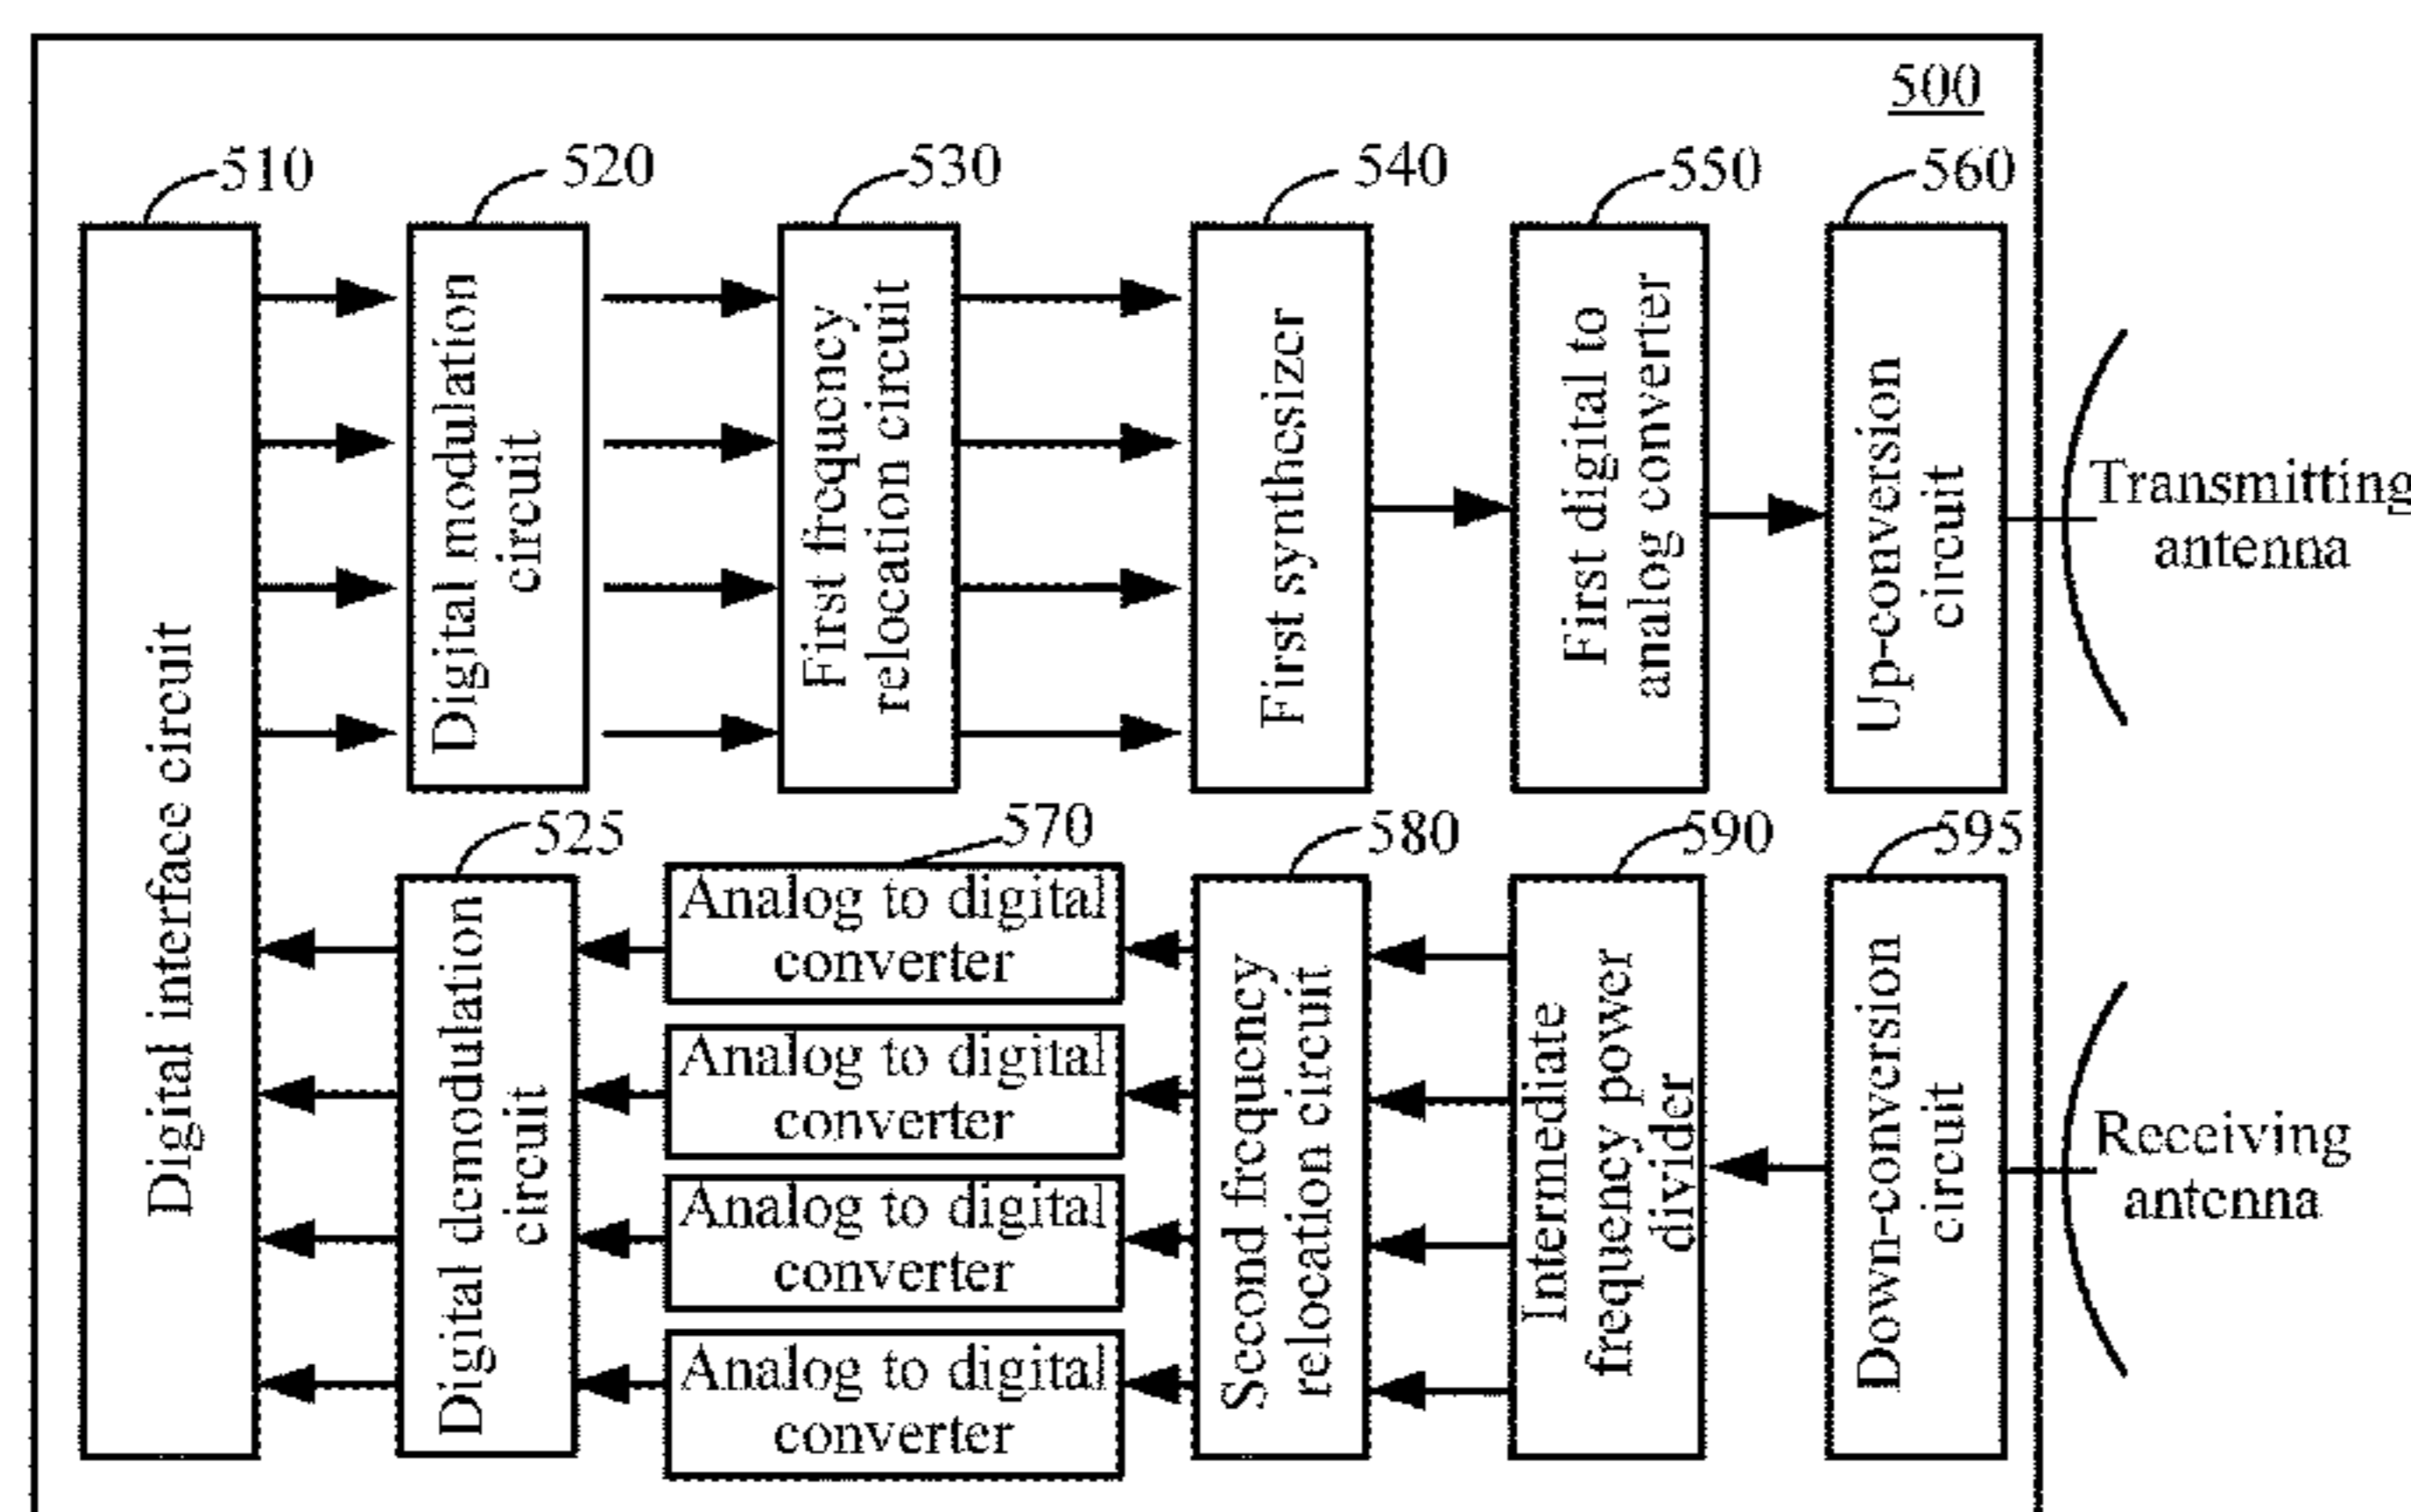 500
510
520
530
540
550
560
Digital interface circuit
Digital modulation
circuit
First frequency
relocation circuit
First synthesizer
First digital to
analog converter
Up-conversion
circuit
Transmitting
antenna
525
570
580
590
595
Digital demodulation
circuit
Analog to digital
converter
Analog to digital
converter
Analog to digital
converter
Analog to digital
converter
Second frequency
relocation circuit
Intermediate
frequency power
divider
Down-conversion
circuit
Receiving
antenna